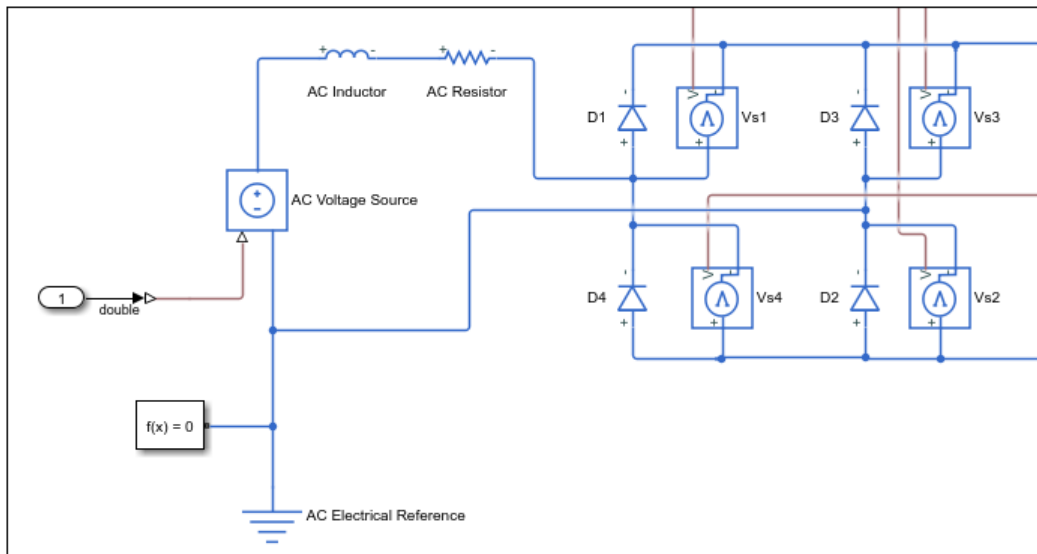 + -
+ -
AC Inductor
AC Resistor
D1
-
+
V
-
+
Vs1
D3
-
+
V
-
+
Vs3
+
-
AC Voltage Source
1
double
D4
-
+
V
-
+
Vs4
D2
-
+
V
-
+
Vs2
f(x) = 0
AC Electrical Reference